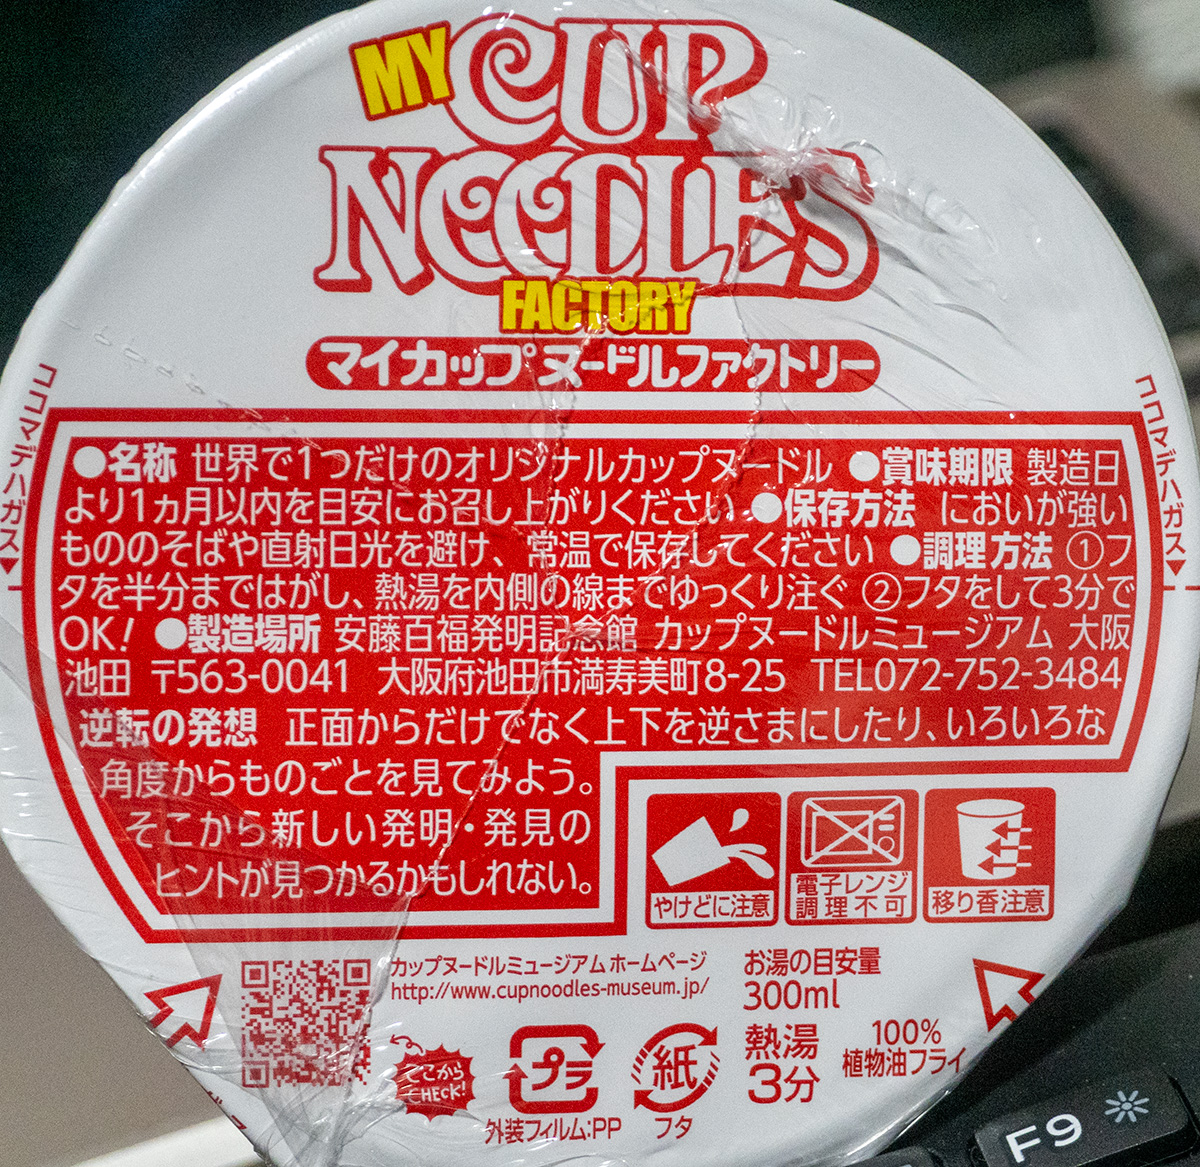 MY CUP
NOODLES
FACTORY
マイカップヌードルファクトリー
ココマデハガス▼
ココマデハガス▼
●名称 世界で1つだけのオリジナルカップヌードル ●賞味期限 製造日
より1ヵ月以内を目安にお召し上がりください ●保存方法 においが強い
もののそばや直射日光を避け、常温で保存してください ●調理方法 ①フ
タを半分まではがし、熱湯を内側の線までゆっくり注ぐ ②フタをして3分で
OK! ●製造場所 安藤百福発明記念館 カップヌードルミュージアム 大阪
池田 〒563-0041 大阪府池田市満寿美町8-25 TEL072-752-3484
逆転の発想 正面からだけでなく上下を逆さまにしたり、いろいろな
角度からものごとを見てみよう。
そこから新しい発明・発見の
ヒントが見つかるかもしれない。
やけどに注意
電子レンジ
調理不可
移り香注意
カップヌードルミュージアム ホームページ
http://www.cupnoodles-museum.jp/
お湯の目安量
300ml
そこから
CHECK!
プラ
外装フィルム:PP
紙
フタ
熱湯
3分
100%
植物油フライ
F9